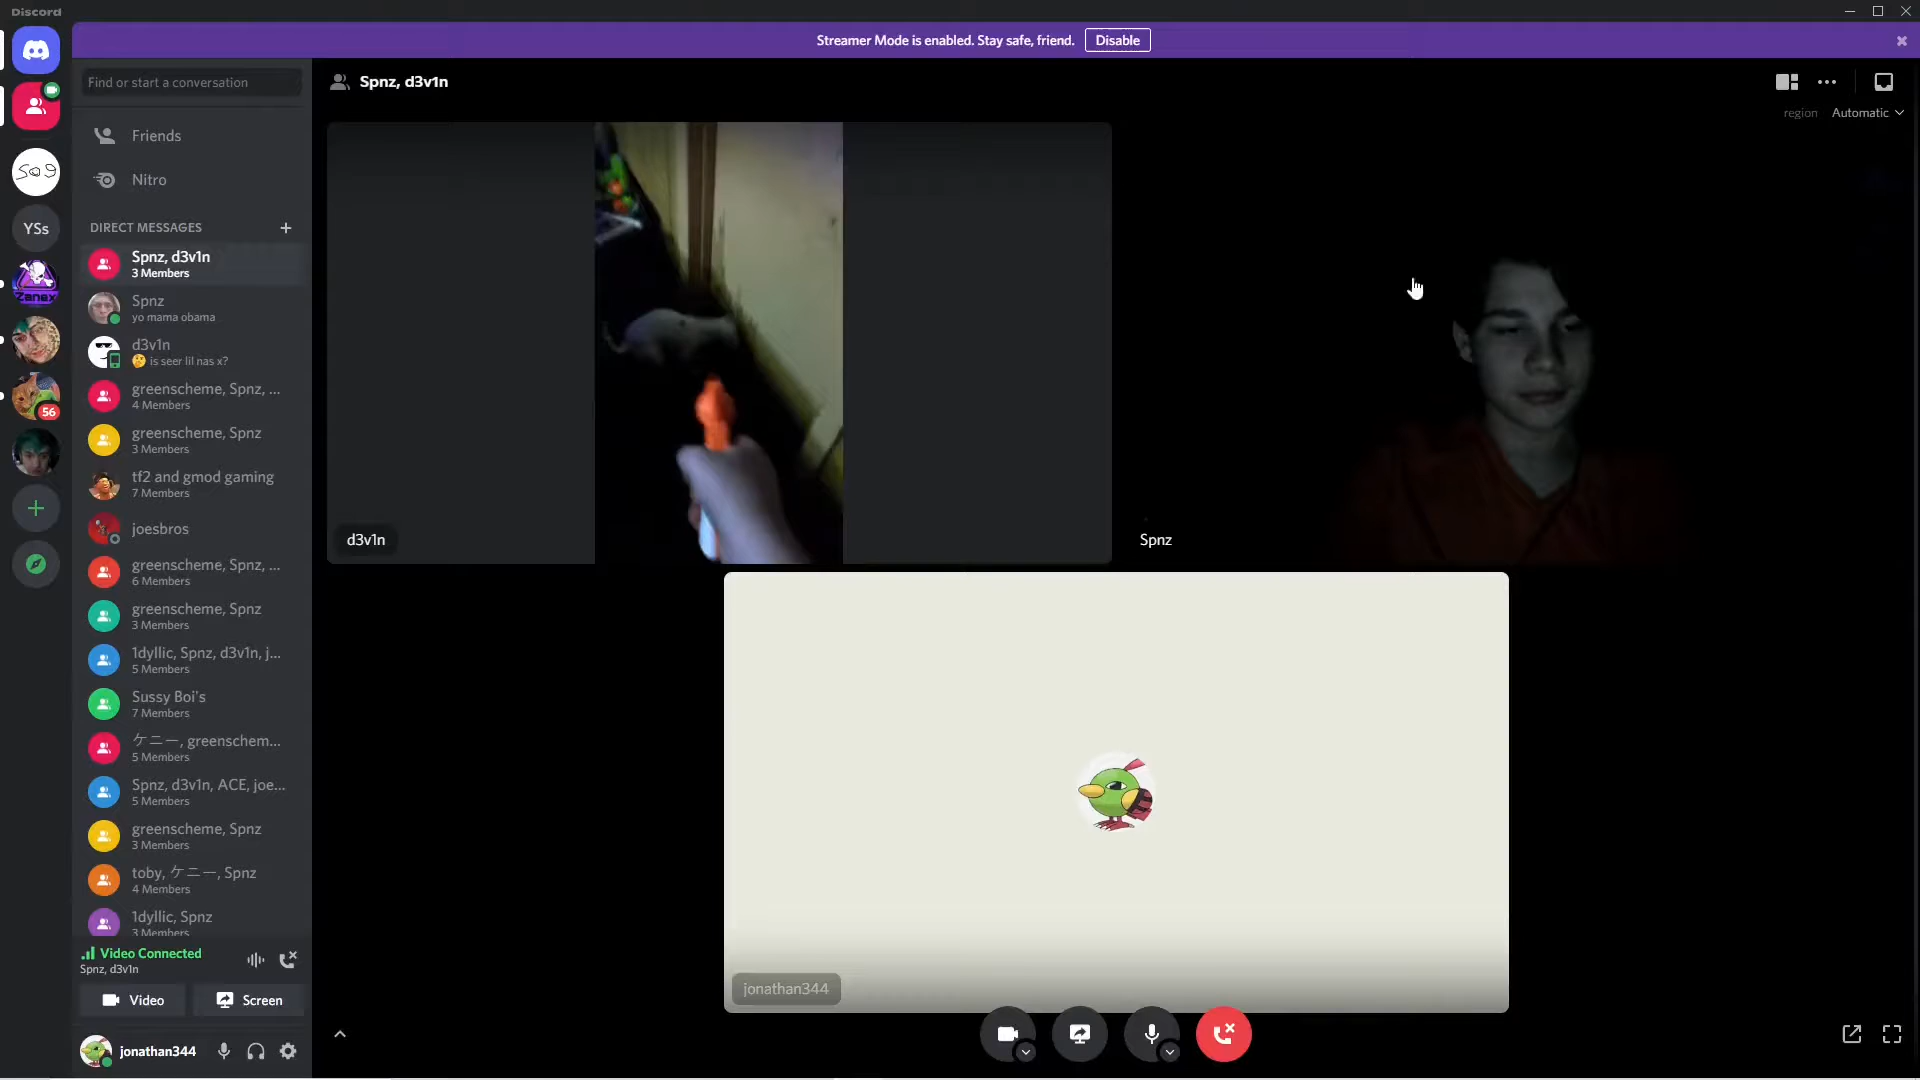 Discord
Streamer Mode is enabled. Stay safe, friend. Disable
Find or start a conversation
Spnz, d3v1n
region Automatic
Friends
Nitro
DIRECT MESSAGES
Spnz, d3v1n
3 Members
Spnz
yo mama obama
d3v1n
🤔 is seer lil nas x?
greenscheme, Spnz, ...
4 Members
greenscheme, Spnz
3 Members
tf2 and gmod gaming
7 Members
joesbros
greenscheme, Spnz, ...
6 Members
greenscheme, Spnz
3 Members
1dyllic, Spnz, d3v1n, j...
5 Members
Sussy Boi's
7 Members
ケニー, greenschem...
5 Members
Spnz, d3v1n, ACE, joe...
5 Members
greenscheme, Spnz
3 Members
toby, ケニー, Spnz
4 Members
1dyllic, Spnz
3 Members
Video Connected
Spnz, d3v1n
Video Screen
jonathan344
YSs
Zanex
56
d3v1n
Spnz
jonathan344